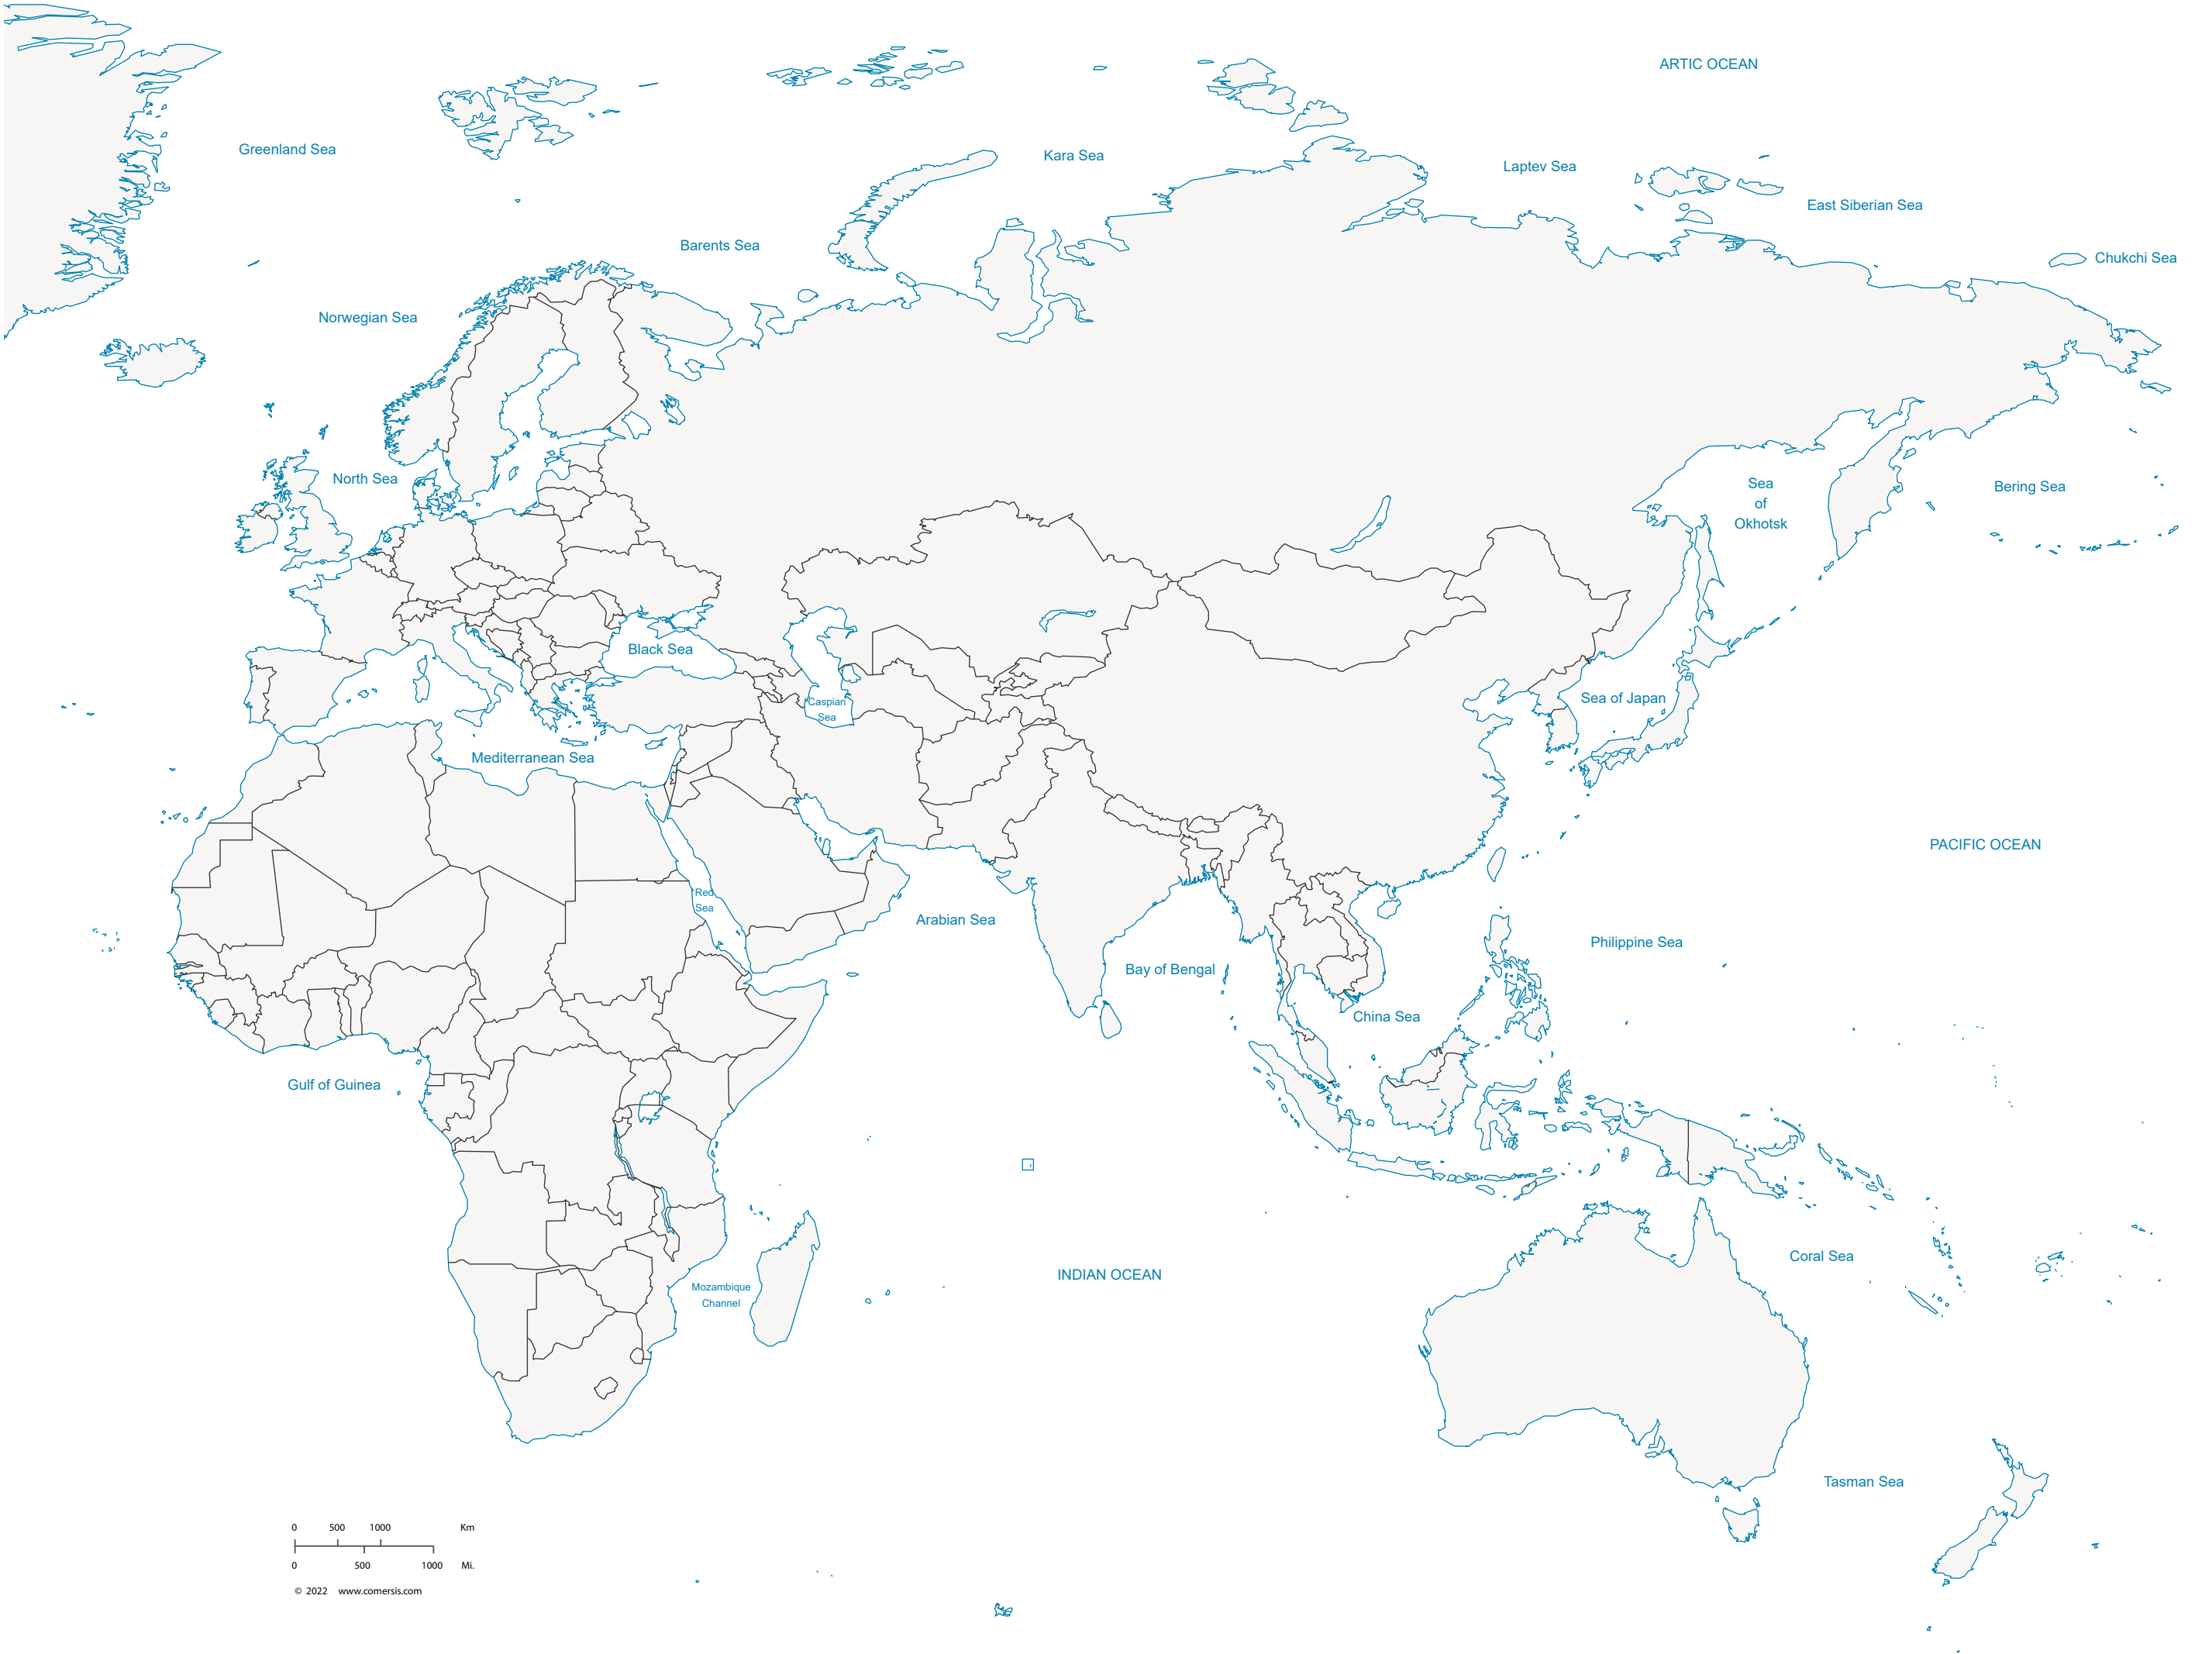 ARTIC OCEAN
Greenland Sea
Kara Sea
Laptev Sea
East Siberian Sea
Barents Sea
Chukchi Sea
Norwegian Sea
North Sea
Sea
of
Okhotsk
Bering Sea
Black Sea
Caspian
Sea
Sea of Japan
Mediterranean Sea
PACIFIC OCEAN
Red
Sea
Arabian Sea
Philippine Sea
Bay of Bengal
China Sea
Gulf of Guinea
Coral Sea
INDIAN OCEAN
Mozambique
Channel
Tasman Sea
0 500 1000 Km
0 500 1000 Mi.
© 2022 www.comersis.com